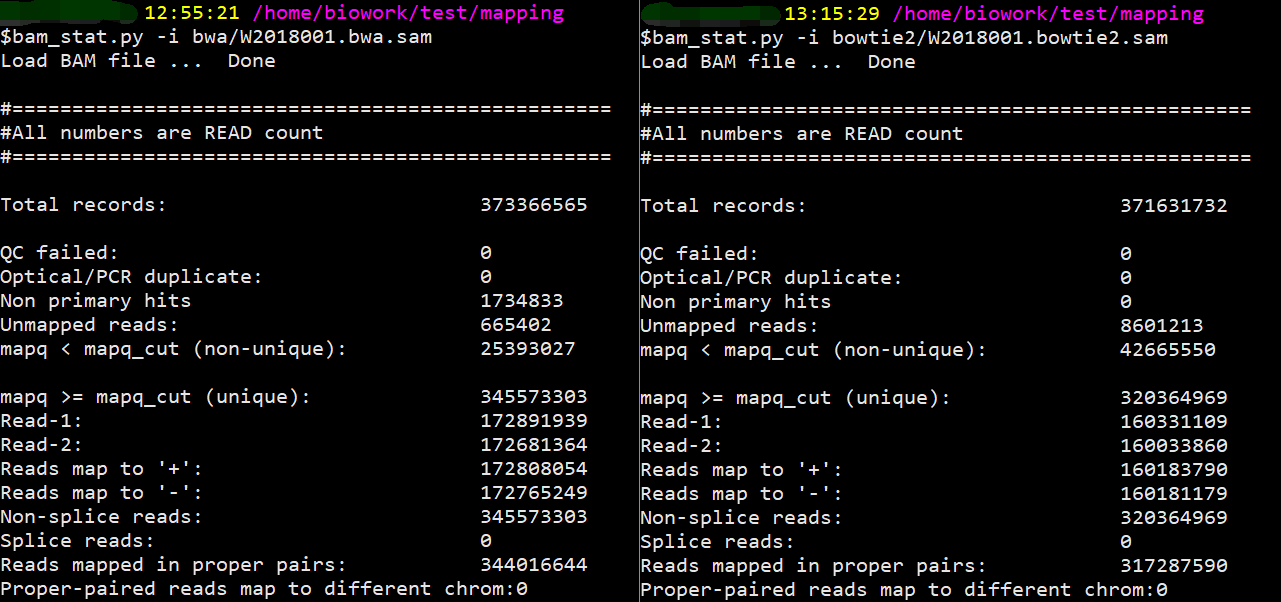 12:55:21 /home/biowork/test/mapping
$bam_stat.py -i bwa/W2018001.bwa.sam
Load BAM file ...  Done
#==================================================
#All numbers are READ count
#==================================================
Total records:                          373366565
QC failed:                              0
Optical/PCR duplicate:                  0
Non primary hits                        1734833
Unmapped reads:                         665402
mapq < mapq_cut (non-unique):           25393027
mapq >= mapq_cut (unique):              345573303
Read-1:                                 172891939
Read-2:                                 172681364
Reads map to '+':                       172808054
Reads map to '-':                       172765249
Non-splice reads:                       345573303
Splice reads:                           0
Reads mapped in proper pairs:           344016644
Proper-paired reads map to different chrom:0
13:15:29 /home/biowork/test/mapping
$bam_stat.py -i bowtie2/W2018001.bowtie2.sam
Load BAM file ...  Done
#==================================================
#All numbers are READ count
#==================================================
Total records:                          371631732
QC failed:                              0
Optical/PCR duplicate:                  0
Non primary hits                        0
Unmapped reads:                         8601213
mapq < mapq_cut (non-unique):           42665550
mapq >= mapq_cut (unique):              320364969
Read-1:                                 160331109
Read-2:                                 160033860
Reads map to '+':                       160183790
Reads map to '-':                       160181179
Non-splice reads:                       320364969
Splice reads:                           0
Reads mapped in proper pairs:           317287590
Proper-paired reads map to different chrom:0